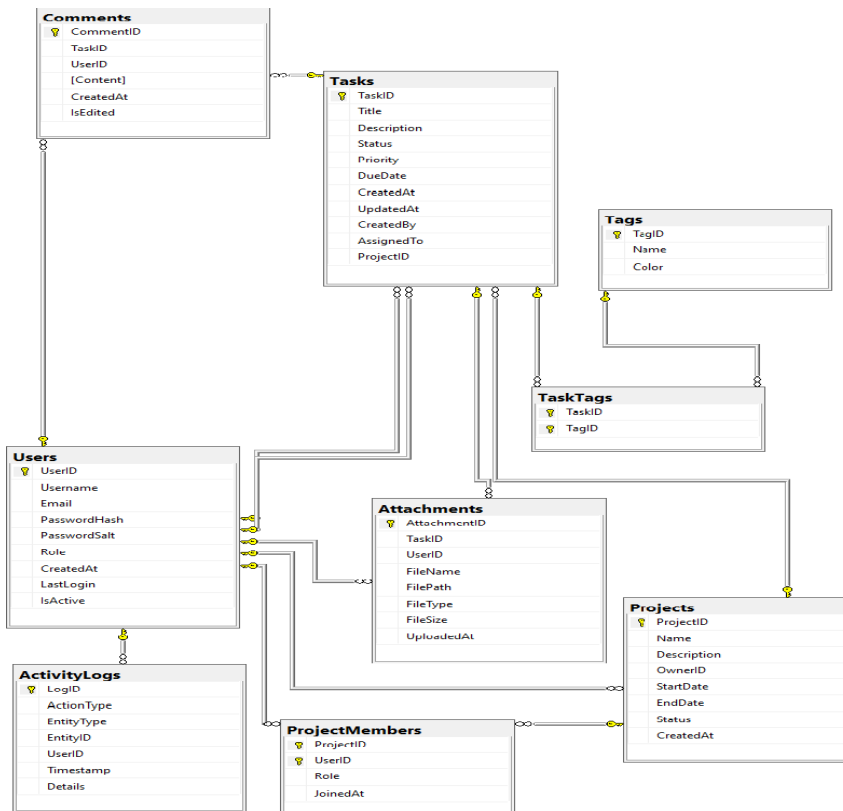 Comments
CommentID
TaskID
UserID
[Content]
CreatedAt
IsEdited
Tasks
TaskID
Title
Description
Status
Priority
DueDate
CreatedAt
UpdatedAt
CreatedBy
AssignedTo
ProjectID
Tags
TagID
Name
Color
TaskTags
TaskID
TagID
Users
UserID
Username
Email
PasswordHash
PasswordSalt
Role
CreatedAt
LastLogin
IsActive
Attachments
AttachmentID
TaskID
UserID
FileName
FilePath
FileType
FileSize
UploadedAt
Projects
ProjectID
Name
Description
OwnerID
StartDate
EndDate
Status
CreatedAt
ActivityLogs
LogID
ActionType
EntityType
EntityID
UserID
Timestamp
Details
ProjectMembers
ProjectID
UserID
Role
JoinedAt